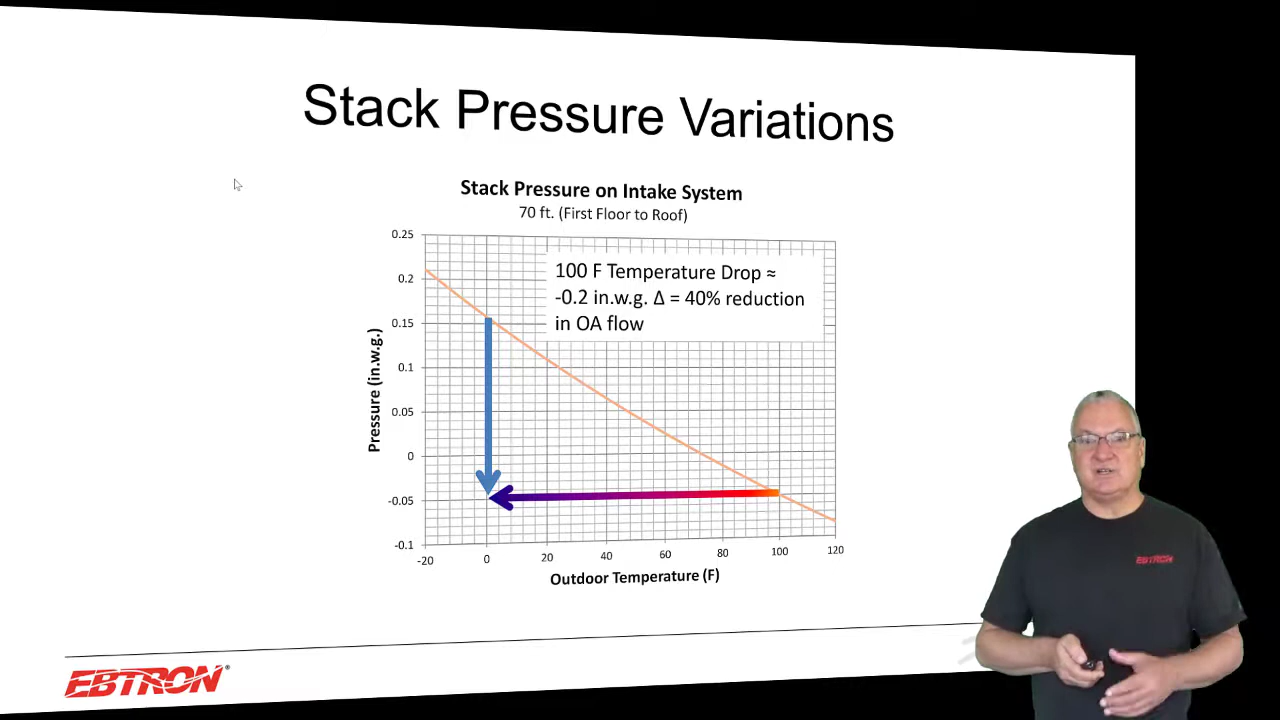 Stack Pressure Variations
Stack Pressure on Intake System
70 ft. (First Floor to Roof)
0.25
0.2
0.15
0.1
0.05
0
-0.05
-0.1
Pressure (in.w.g.)
100 F Temperature Drop ≈
-0.2 in.w.g. Δ = 40% reduction
in OA flow
-20
0
20
40
60
80
100
120
Outdoor Temperature (F)
EBTRON®
EBTRON